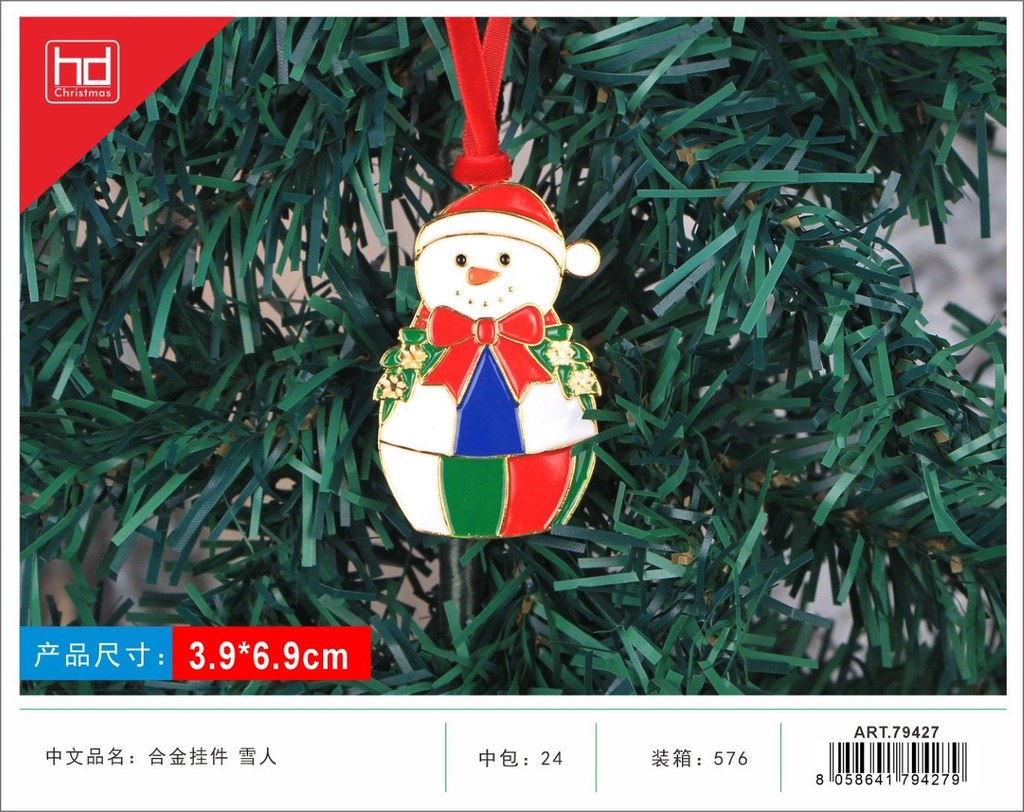 hd
Christmas
产品尺寸：3.9*6.9cm
中文品名：合金挂件 雪人
中包：24
装箱：576
ART.79427
8 058641 794279